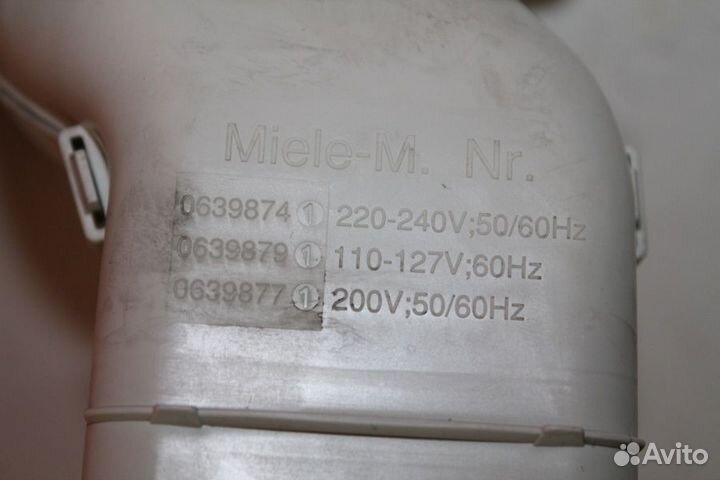 Miele-M. Nr.
0639874 ① 220-240V;50/60Hz
0639879 ① 110-127V;60Hz
0639877 ① 200V;50/60Hz
Avito